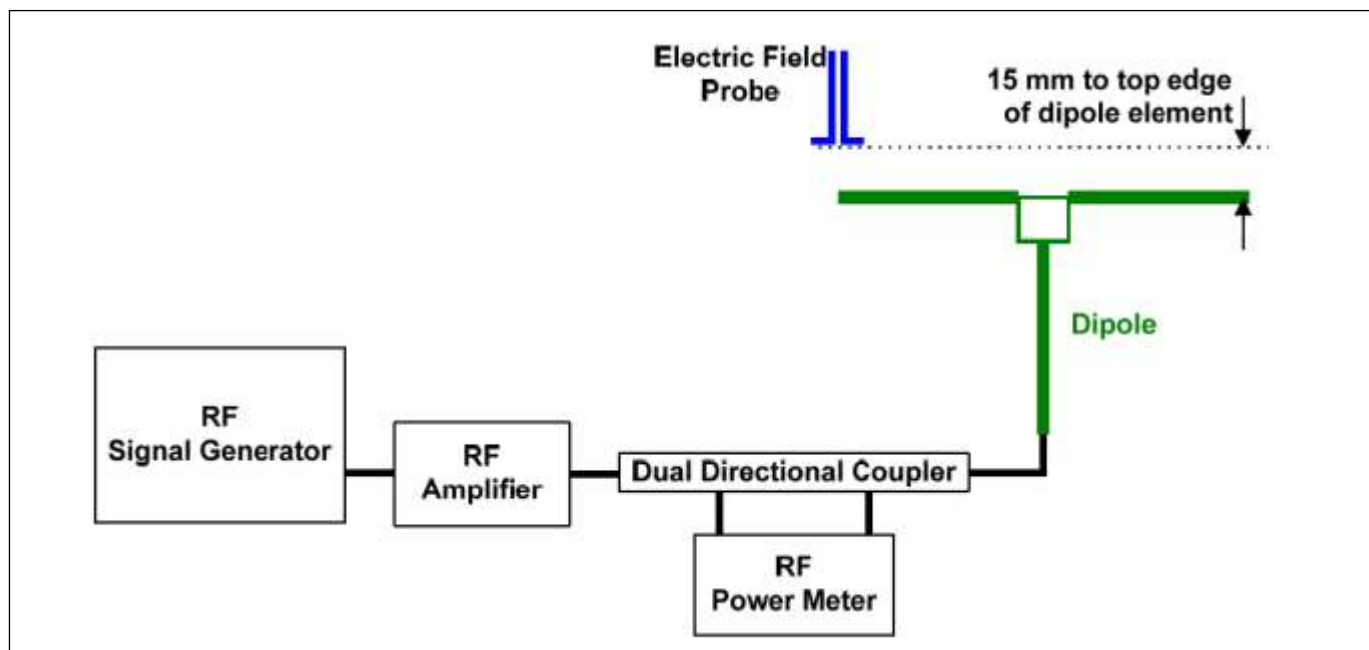 Electric Field
Probe
15 mm to top edge
of dipole element
Dipole
RF
Signal Generator
RF
Amplifier
Dual Directional Coupler
RF
Power Meter